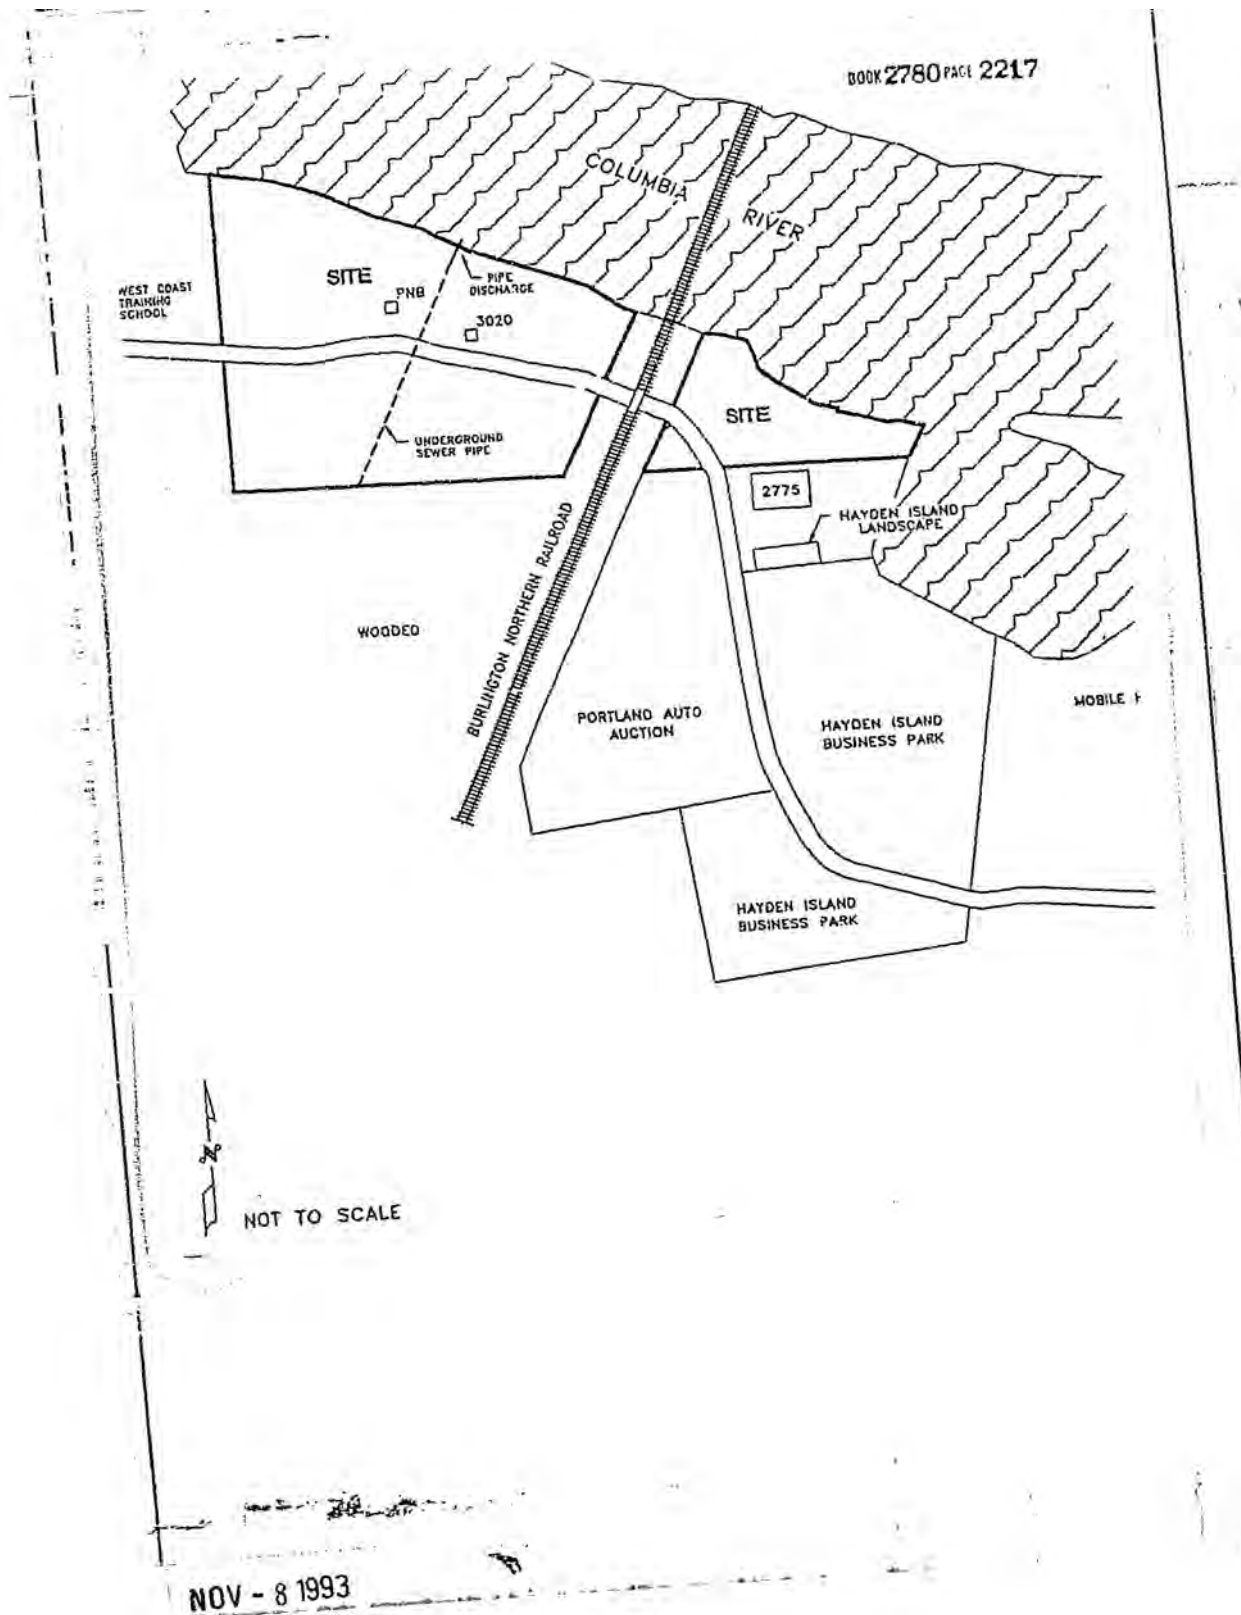 BOOK 2780 PAGE 2217
COLUMBIA
RIVER
SITE
PNB
PIPE
DISCHARGE
WEST COAST
TRAINING
SCHOOL
3020
SITE
UNDERGROUND
SEWER PIPE
2775
HAYDEN ISLAND
LANDSCAPE
BURLINGTON NORTHERN RAILROAD
WOODED
PORTLAND AUTO
AUCTION
HAYDEN ISLAND
BUSINESS PARK
MOBILE H
HAYDEN ISLAND
BUSINESS PARK
NOT TO SCALE
NOV - 8 1993